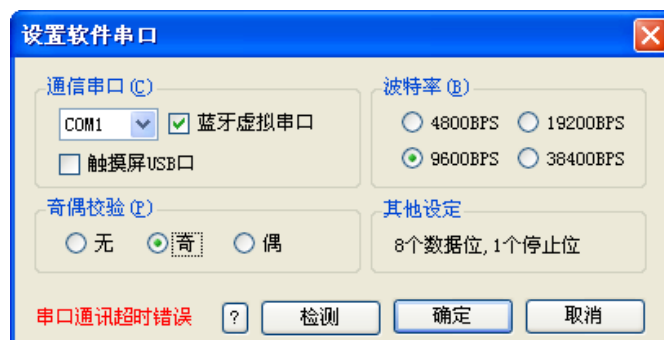 设置软件串口
通信串口(C)
COM1 蓝牙虚拟串口
触摸屏USB口
波特率(B)
4800BPS 19200BPS
9600BPS 38400BPS
奇偶校验(P)
无 奇 偶
其他设定
8个数据位,1个停止位
串口通讯超时错误 ? 检测 确定 取消